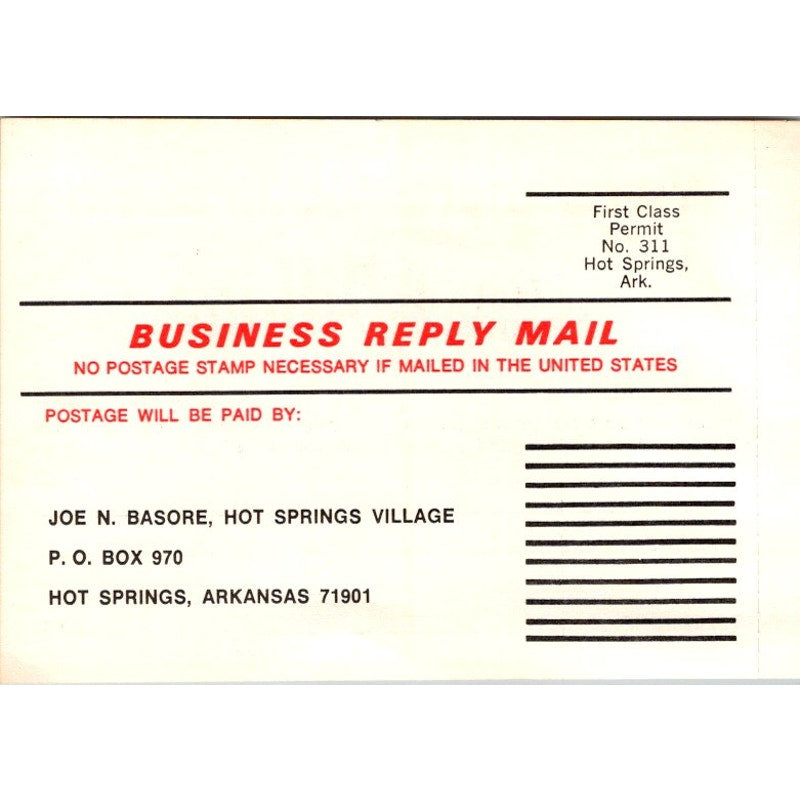 First Class
Permit
No. 311
Hot Springs,
Ark.
BUSINESS REPLY MAIL
NO POSTAGE STAMP NECESSARY IF MAILED IN THE UNITED STATES
POSTAGE WILL BE PAID BY:
JOE N. BASORE, HOT SPRINGS VILLAGE
P. O. BOX 970
HOT SPRINGS, ARKANSAS 71901